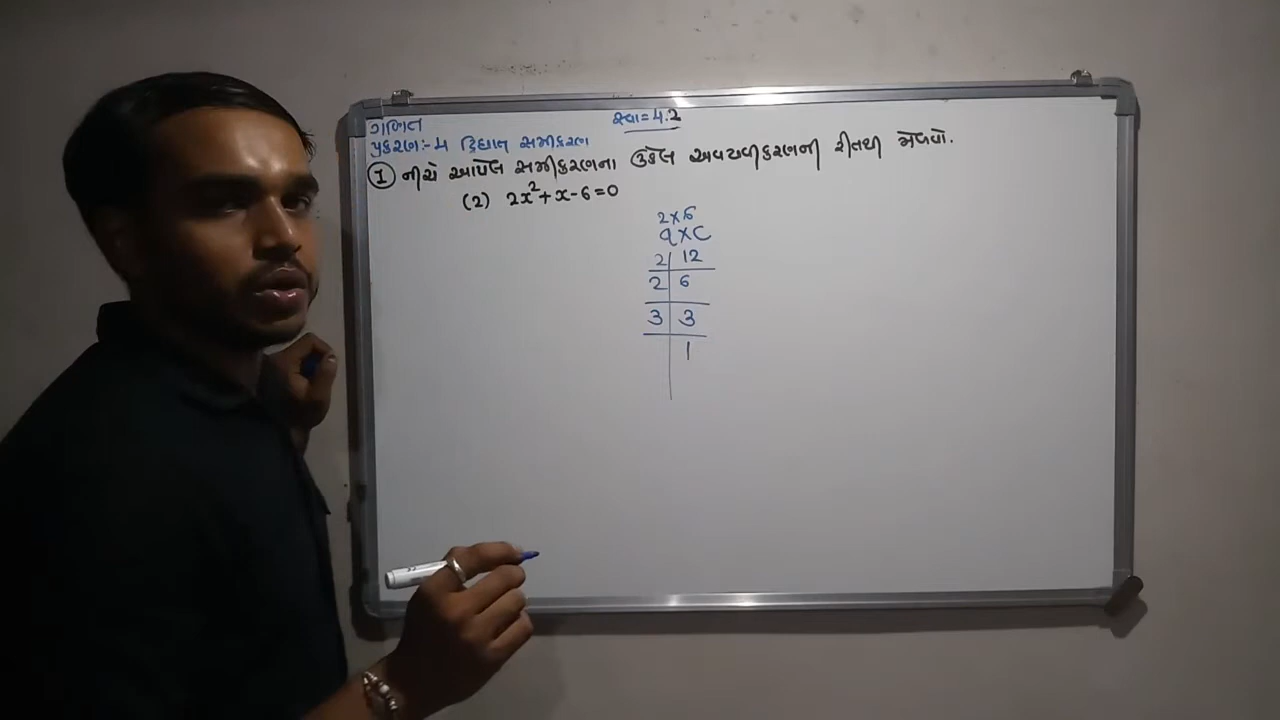 ગણિત
સ્વા = 4.2
પ્રકરણ:- 4 દ્વિઘાત સમીકરણ
① નીચે આપેલ સમીકરણના ઉકેલ અવયવીકરણની રીતથી મેળવો.
(2) 2x²+x-6=0
2×6
a×c
2 | 12
2 | 6
3 | 3
| 1